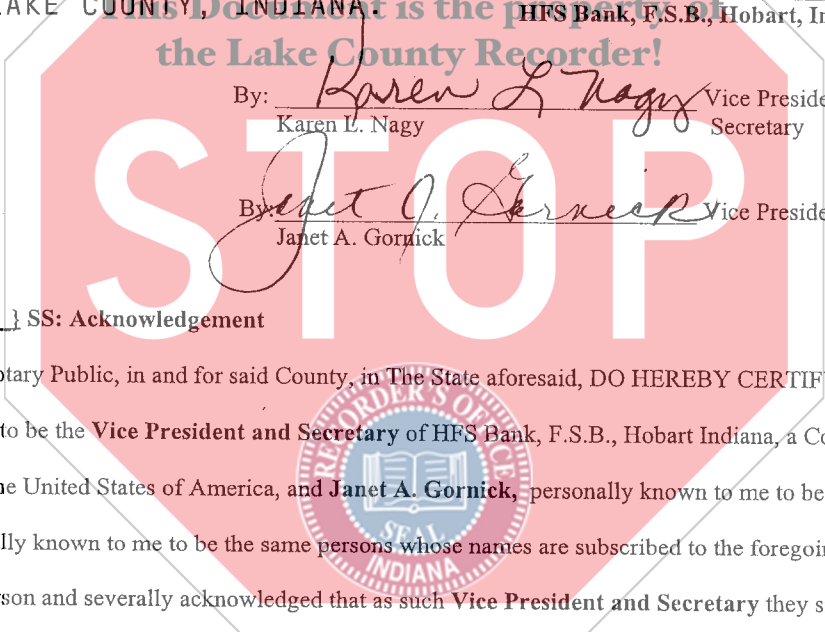 LAKE COUNTY, INDIANA.
This Document is the property of
HFS Bank, F.S.B., Hobart, In
the Lake County Recorder!
By: Karen L Nagy Vice Preside
Karen L. Nagy Secretary
STOP
By: Janet A. Gornick Vice Preside
Janet A. Gornick
} SS: Acknowledgement
otary Public, in and for said County, in The State aforesaid, DO HEREBY CERTIF
to be the Vice President and Secretary of HFS Bank, F.S.B., Hobart Indiana, a Co
he United States of America, and Janet A. Gornick, personally known to me to be
lly known to me to be the same persons whose names are subscribed to the foregoin
rson and severally acknowledged that as such Vice President and Secretary they s
RECORDER'S OFFICE
SEAL
INDIANA